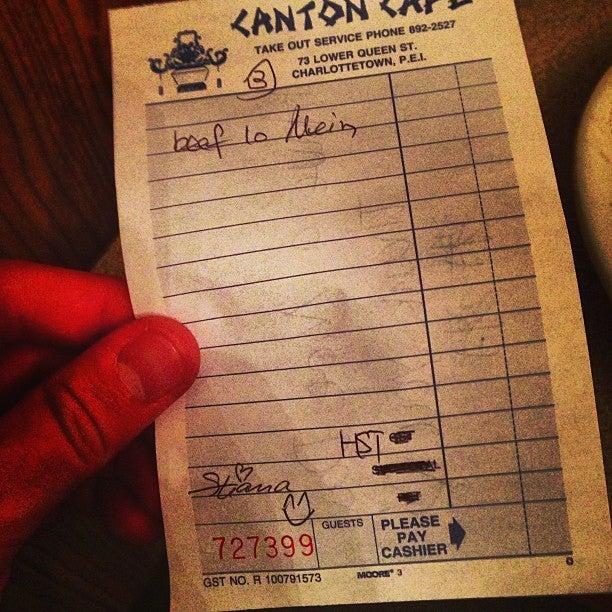 CANTON CAFE
TAKE OUT SERVICE PHONE 892-2527
73 LOWER QUEEN ST.
CHARLOTTETOWN, P.E.I.
3
beef lo Mein
HST
GUESTS
PLEASE
PAY
CASHIER
727399
GST NO. R 100791573
MOORE 3